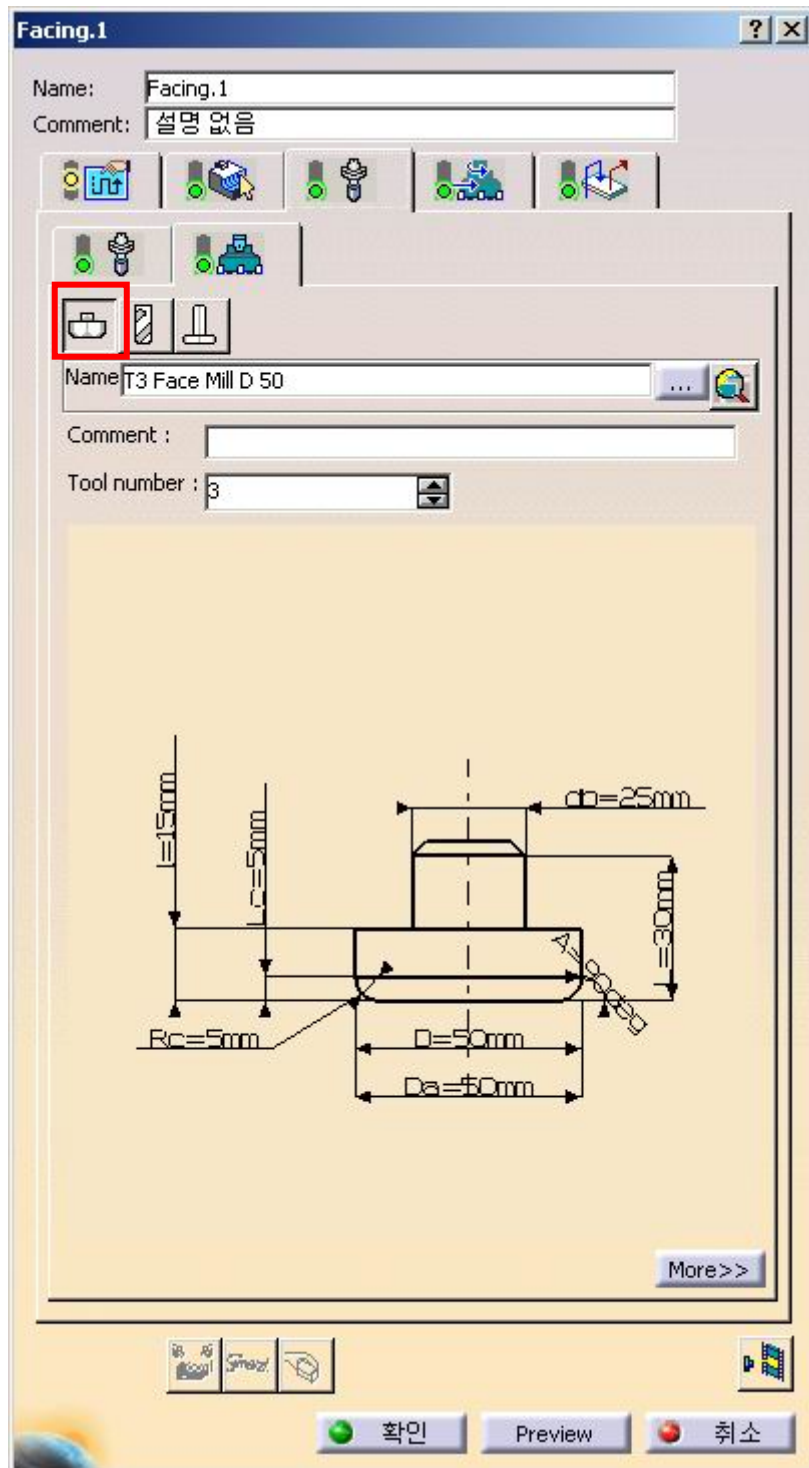 Facing.1
Name: Facing.1
Comment: 설명 없음
Name T3 Face Mill D 50
...
Comment :
Tool number : 3
l=15mm
Lc=5mm
db=25mm
L=30mm
Rc=5mm
D=50mm
Da=50mm
More>>
확인
Preview
취소